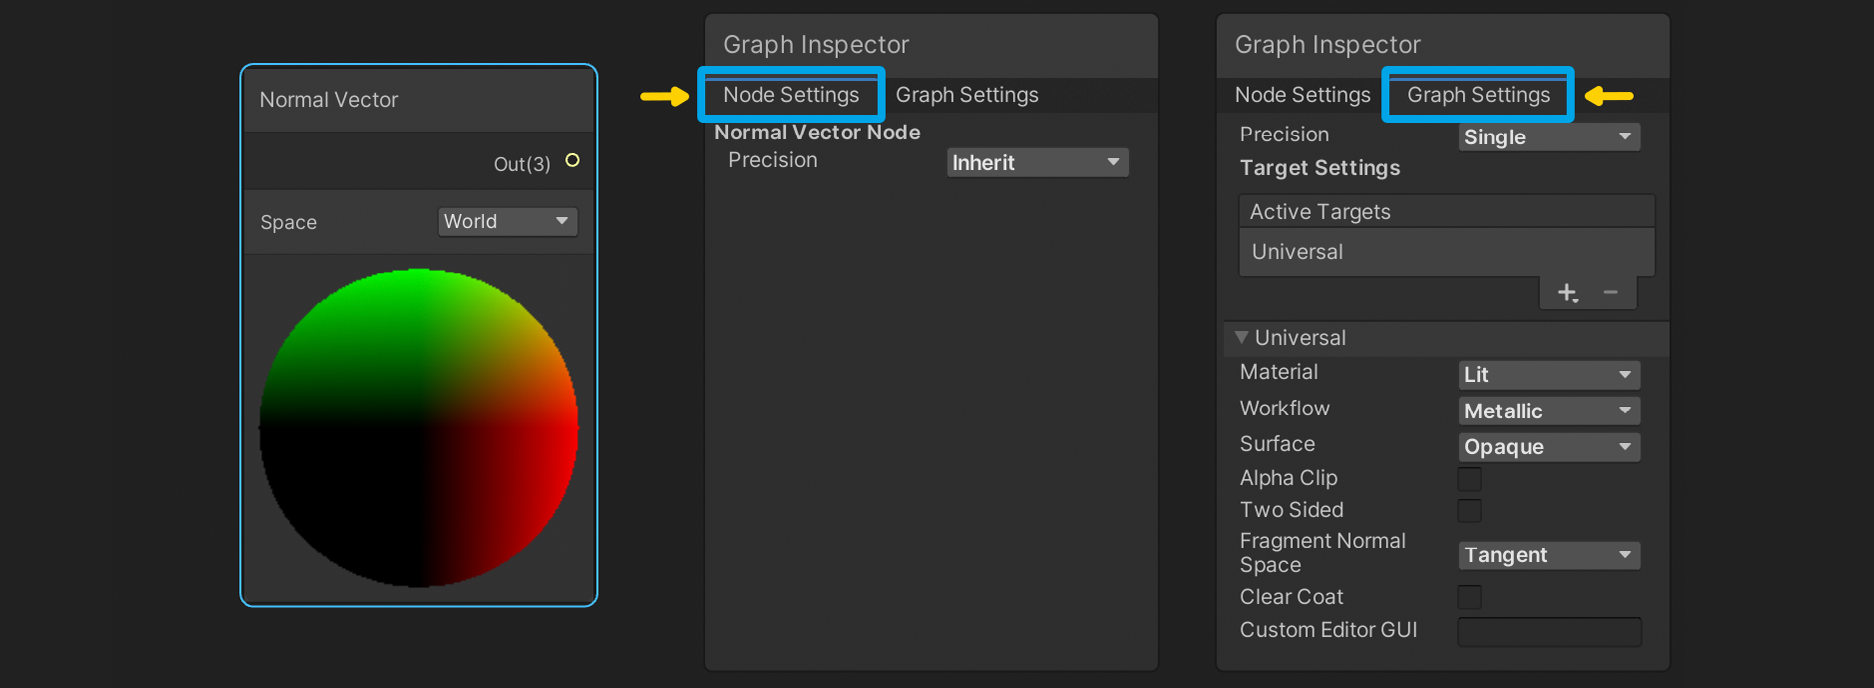 Normal Vector
Out(3)
Space
World
Graph Inspector
Node Settings
Graph Settings
Normal Vector Node
Precision
Inherit
Graph Inspector
Node Settings
Graph Settings
Precision
Single
Target Settings
Active Targets
Universal
Universal
Material
Lit
Workflow
Metallic
Surface
Opaque
Alpha Clip
Two Sided
Fragment Normal
Space
Tangent
Clear Coat
Custom Editor GUI